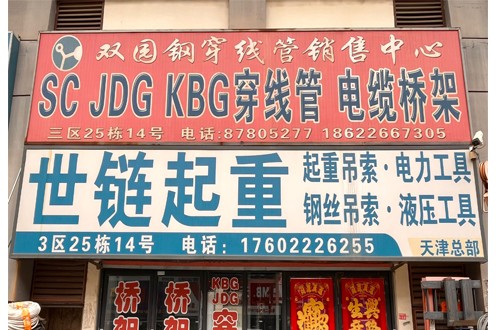 双园钢穿线管销售中心
SC JDG KBG穿线管 电缆桥架
三区25栋14号 电话:87805277 18622667305
世链起重
起重吊索·电力工具
钢丝吊索·液压工具
3区25栋14号 电话: 17602226255
天津总部
桥架
桥架
KBG
JDG
穿